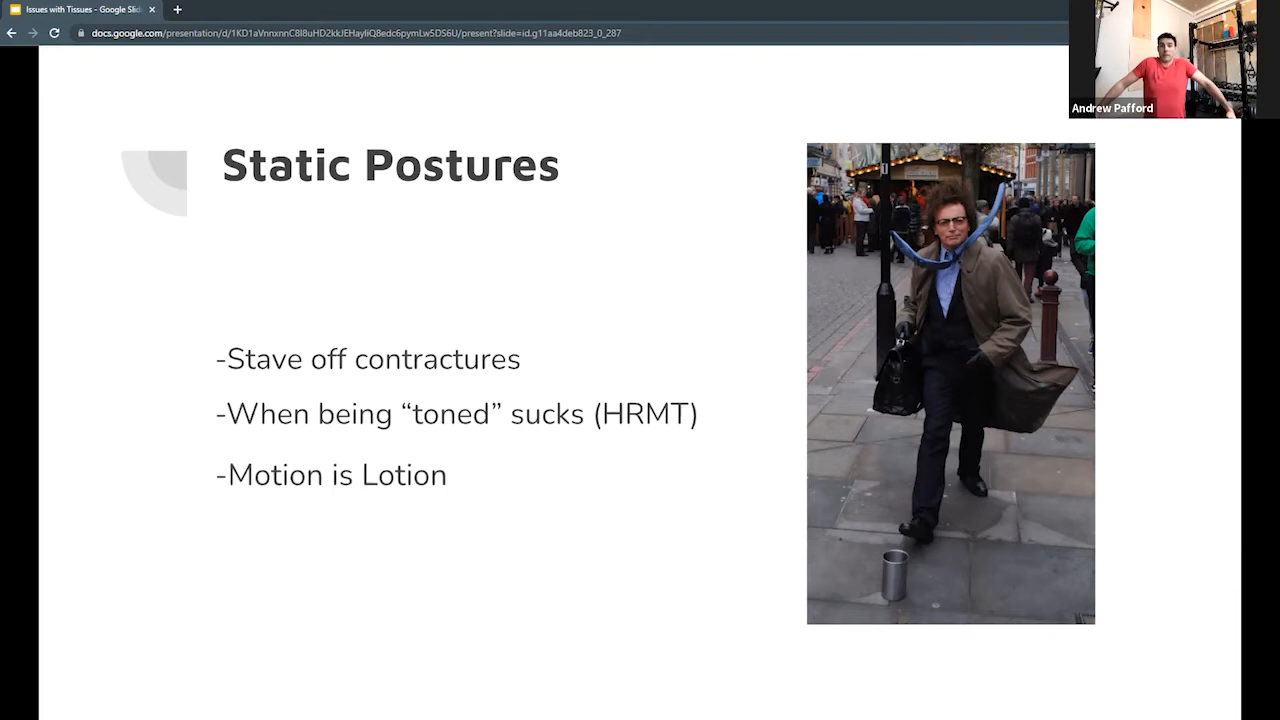 Issues with Tissues - Google Slid
docs.google.com/presentation/d/1KD1aVnnxnnC8l8uHD2kkJEHayliQ8edc6pymLw5DS6U/present?slide=id.g11aa4deb823_0_287
Andrew Pafford
Static Postures
-Stave off contractures
-When being “toned” sucks (HRMT)
-Motion is Lotion